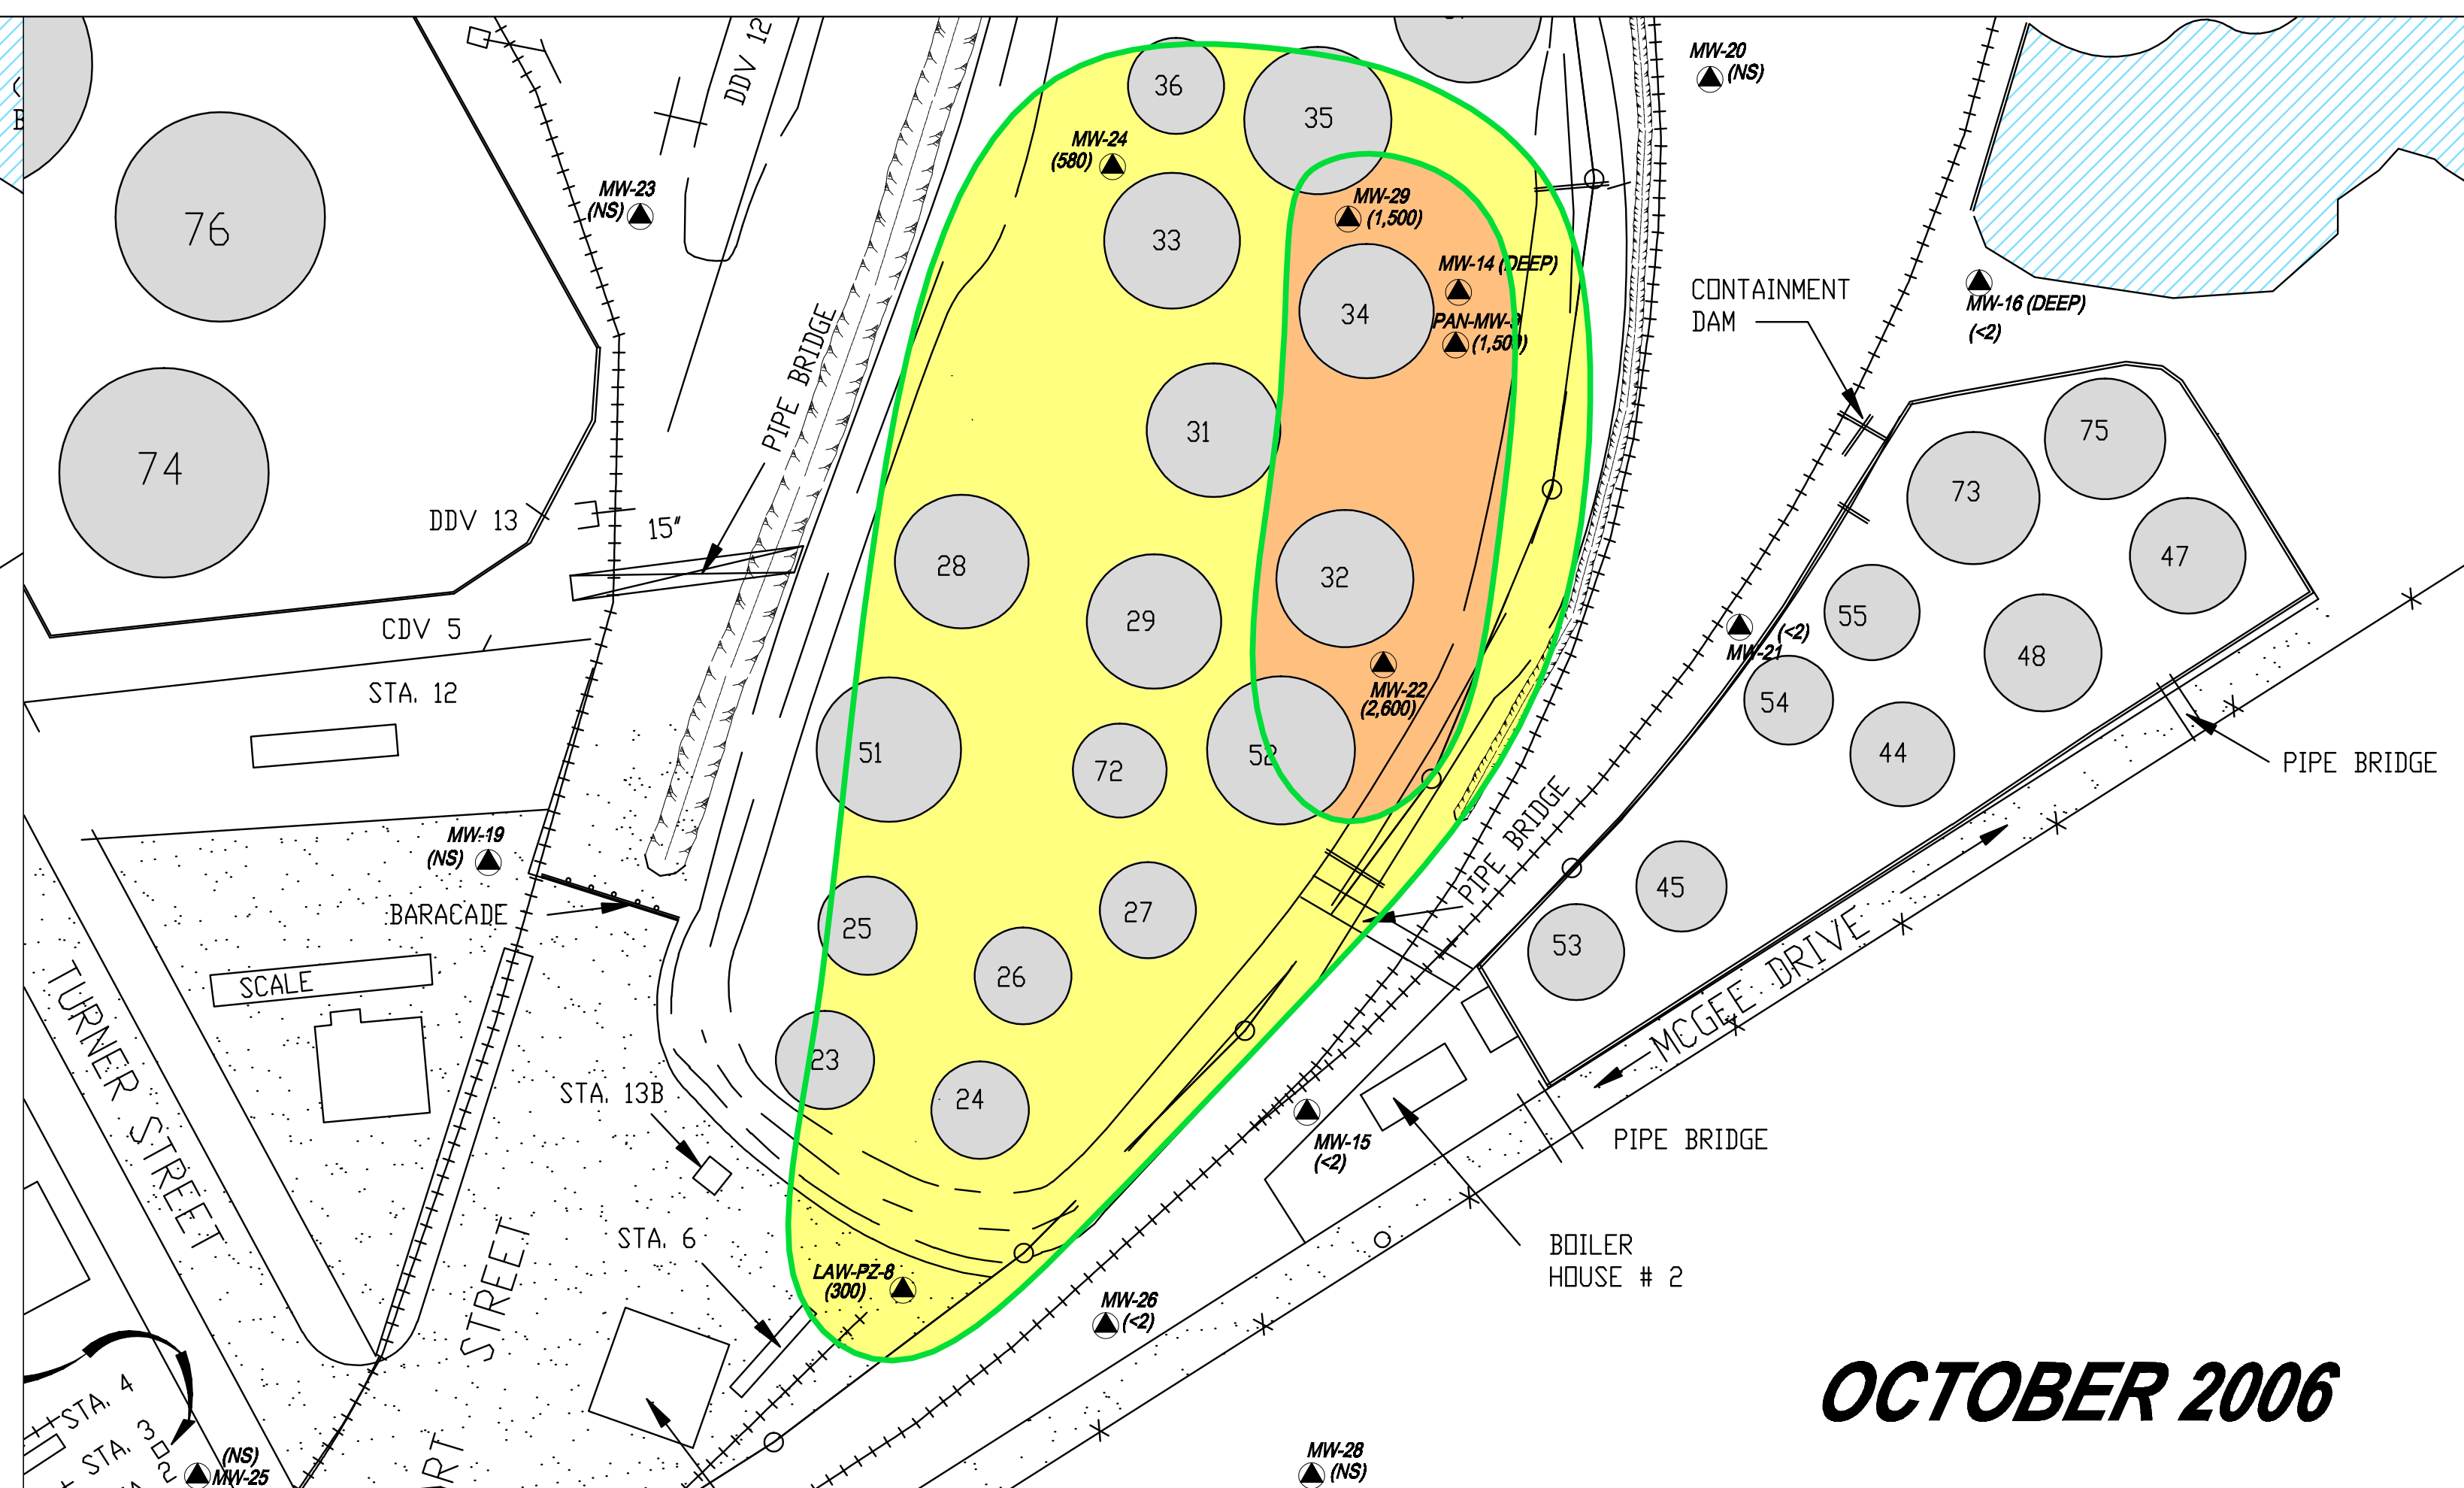 DDV 12
MW-20
(NS)
36
35
MW-24
(580)
MW-23
(NS)
76
33
MW-29
(1,500)
MW-14 (DEEP)
34
PAN-MW-3
(1,500)
CONTAINMENT
DAM
MW-16 (DEEP)
(<2)
PIPE BRIDGE
31
75
74
73
DDV 13
15"
28
47
32
29
55
CDV 5
(<2)
MW-21
48
STA. 12
MW-22
(2,600)
54
51
52
72
44
PIPE BRIDGE
PIPE BRIDGE
MW-19
(NS)
BARACADE
25
27
45
53
SCALE
26
MCGEE DRIVE
TURNER STREET
23
24
STA. 13B
MW-15
(<2)
PIPE BRIDGE
STREET
STA. 6
BOILER
HOUSE # 2
LAW-PZ-8
(300)
MW-26
(<2)
OCTOBER 2006
STA. 4
STA. 3
2
(NS)
MW-25
MW-28
(NS)